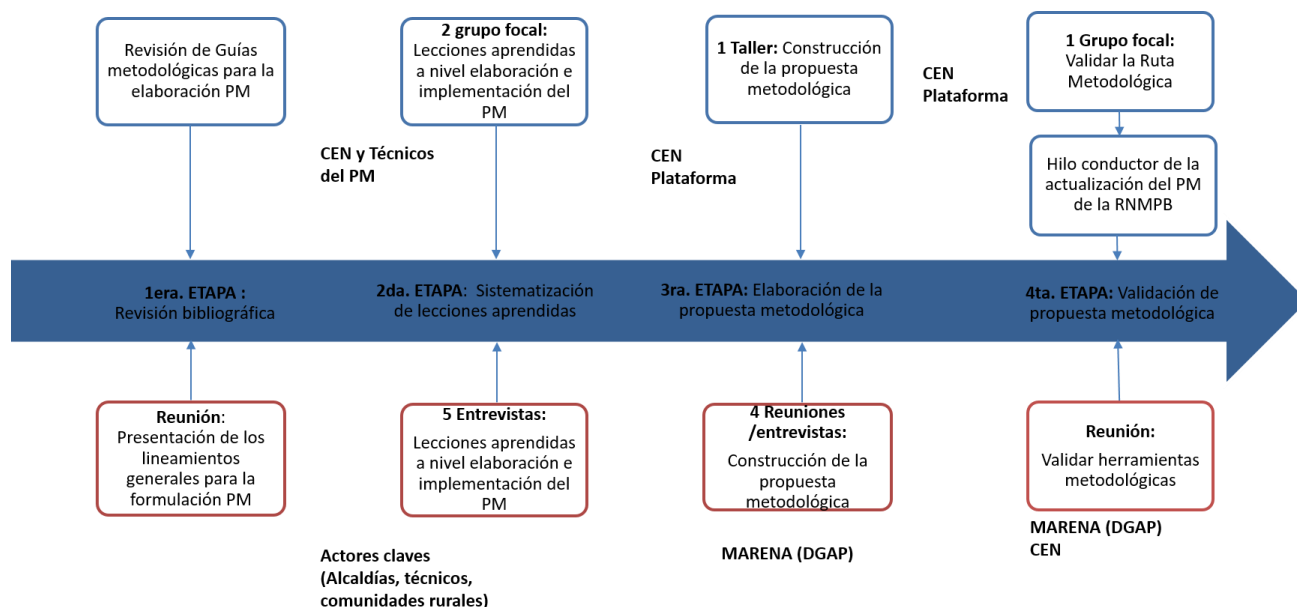 Revisión de Guías
metodológicas para la
elaboración PM
2 grupo focal:
Lecciones aprendidas
a nivel elaboración e
implementación del
PM
1 Taller: Construcción
de la propuesta
metodológica
1 Grupo focal:
Validar la Ruta
Metodológica
CEN
Plataforma
CEN y Técnicos
del PM
CEN
Plataforma
Hilo conductor de la
actualización del PM
de la RNMPB
1era. ETAPA :
Revisión bibliográfica
2da. ETAPA: Sistematización
de lecciones aprendidas
3ra. ETAPA: Elaboración de la
propuesta metodológica
4ta. ETAPA: Validación de
propuesta metodológica
Reunión:
Presentación de los
lineamientos
generales para la
formulación PM
5 Entrevistas:
Lecciones aprendidas
a nivel elaboración e
implementación del
PM
4 Reuniones
/entrevistas:
Construcción de la
propuesta
metodológica
Reunión:
Validar herramientas
metodológicas
Actores claves
(Alcaldías, técnicos,
comunidades rurales)
MARENA (DGAP)
MARENA (DGAP)
CEN